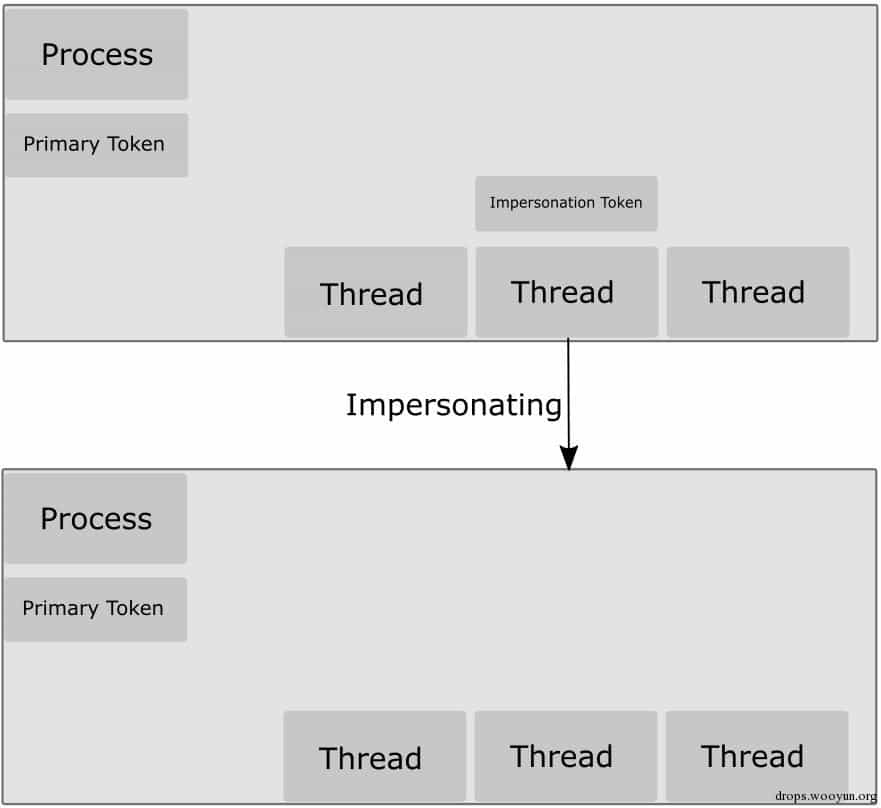 Process
Primary Token
Impersonation Token
Thread
Thread
Thread
Impersonating
Process
Primary Token
Thread
Thread
Thread
drops.wooyun.org